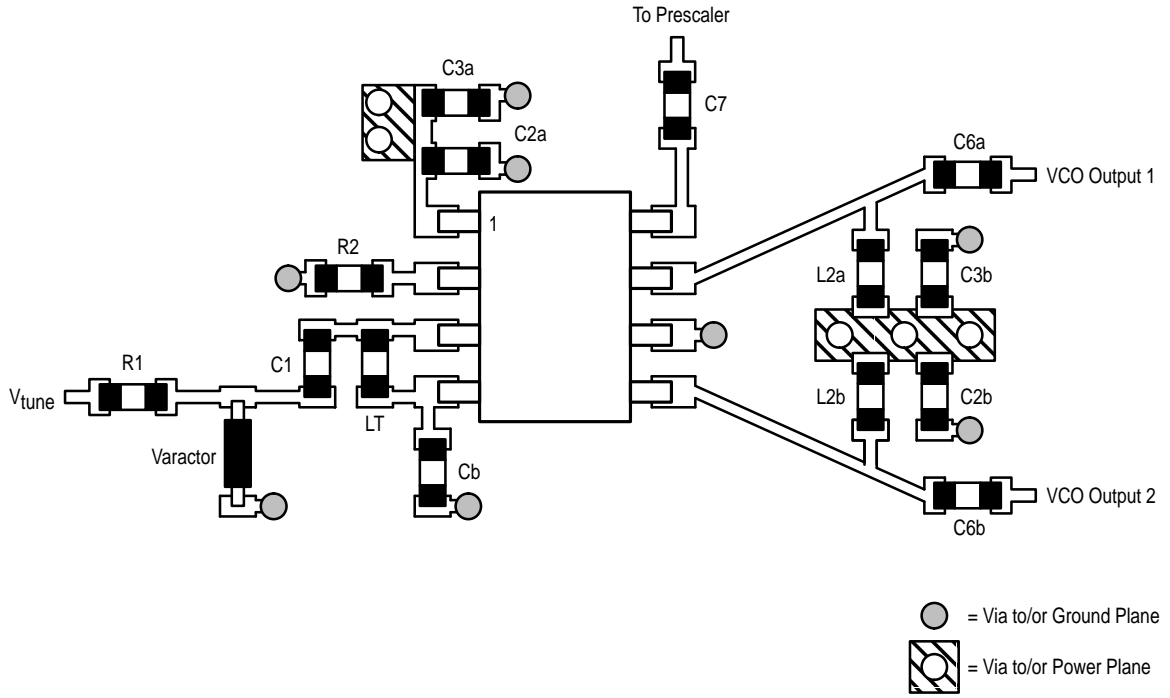 To Prescaler
C3a
C7
C2a
C6a
VCO Output 1
1
R2
L2a
C3b
R1
C1
Vtune
L2b
C2b
LT
Varactor
Cb
VCO Output 2
C6b
= Via to/or Ground Plane
= Via to/or Power Plane